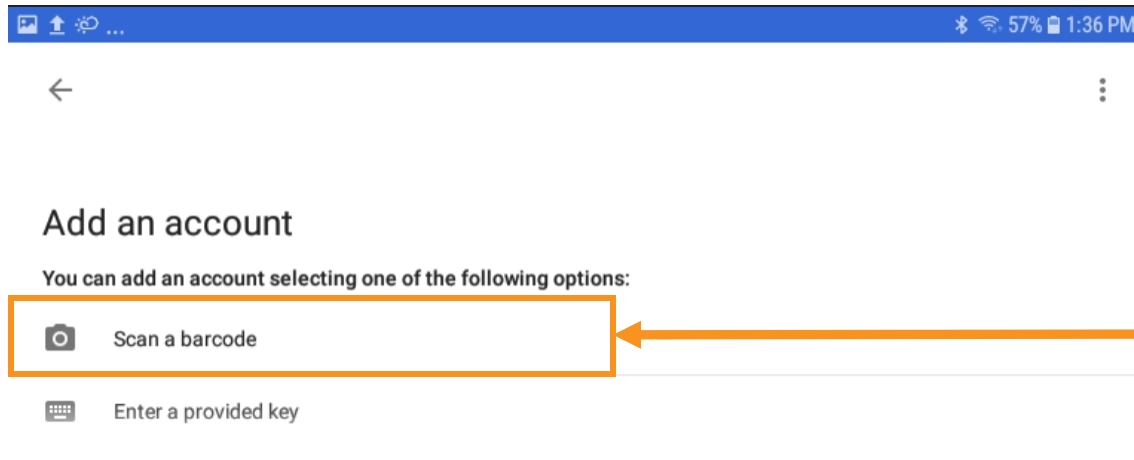 ... 57% 1:36 PM
Add an account
You can add an account selecting one of the following options:
Scan a barcode
Enter a provided key